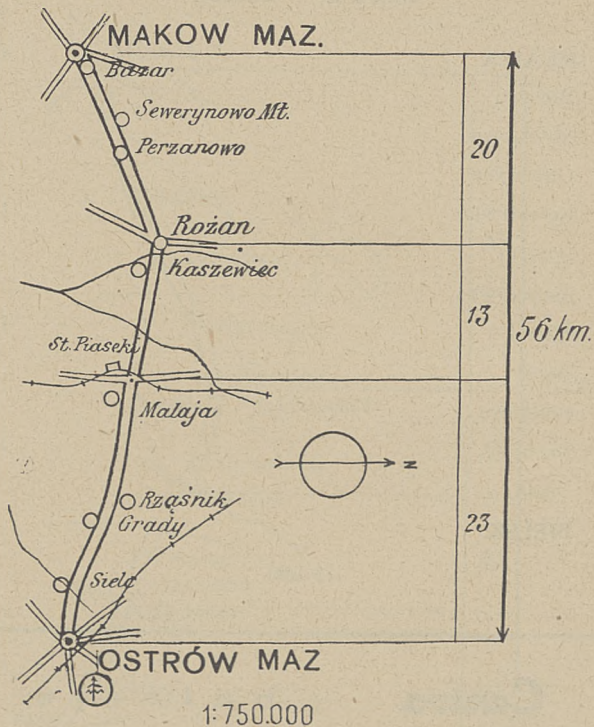 MAKOW MAZ.
Bazar
Sewerynowo Mt.
Perzanowo
20
Rożan
Kaszewiec
13
56 km.
St. Piaseki
Malaja
N
Rząśnik
Grady
23
Siele
OSTRÓW MAZ
1:750.000